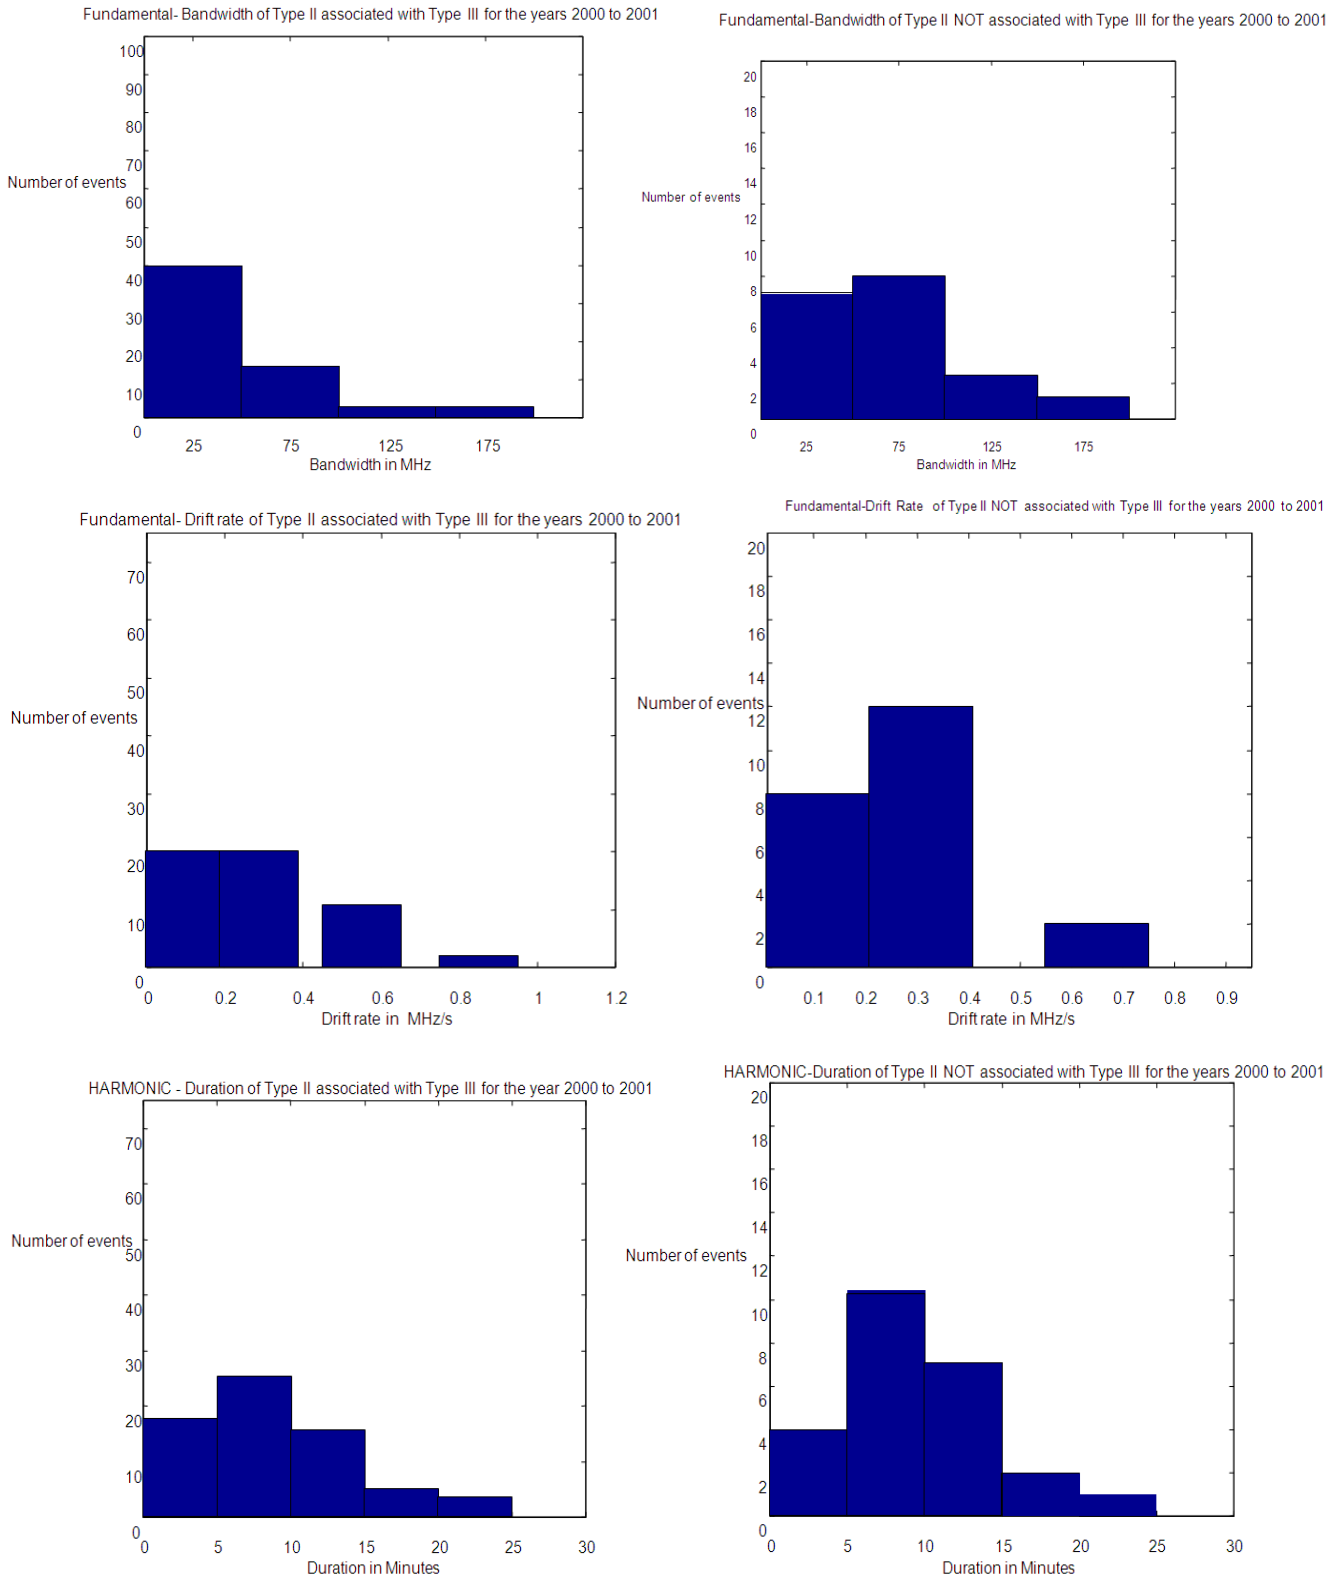 Fundamental- Bandwidth of Type II associated with Type III for the years 2000 to 2001
100
90
80
70
Number of events
60
50
40
30
20
10
0
25 75 125 175
Bandwidth in MHz
Fundamental-Bandwidth of Type II NOT associated with Type III for the years 2000 to 2001
20
18
16
14
Number of events
12
10
8
6
4
2
0
25 75 125 175
Bandwidth in MHz
Fundamental- Drift rate of Type II associated with Type III for the years 2000 to 2001
70
60
50
Number of events
40
30
20
10
0
0 0.2 0.4 0.6 0.8 1 1.2
Drift rate in MHz/s
Fundamental-Drift Rate of Type II NOT associated with Type III for the years 2000 to 2001
20
18
16
14
Number of events
12
10
8
6
4
2
0
0.1 0.2 0.3 0.4 0.5 0.6 0.7 0.8 0.9
Drift rate in MHz/s
HARMONIC - Duration of Type II associated with Type III for the year 2000 to 2001
70
60
Number of events
50
40
30
20
10
0
0 5 10 15 20 25 30
Duration in Minutes
HARMONIC-Duration of Type II NOT associated with Type III for the years 2000 to 2001
20
18
16
14
Number of events
12
10
8
6
4
2
0
0 5 10 15 20 25 30
Duration in Minutes